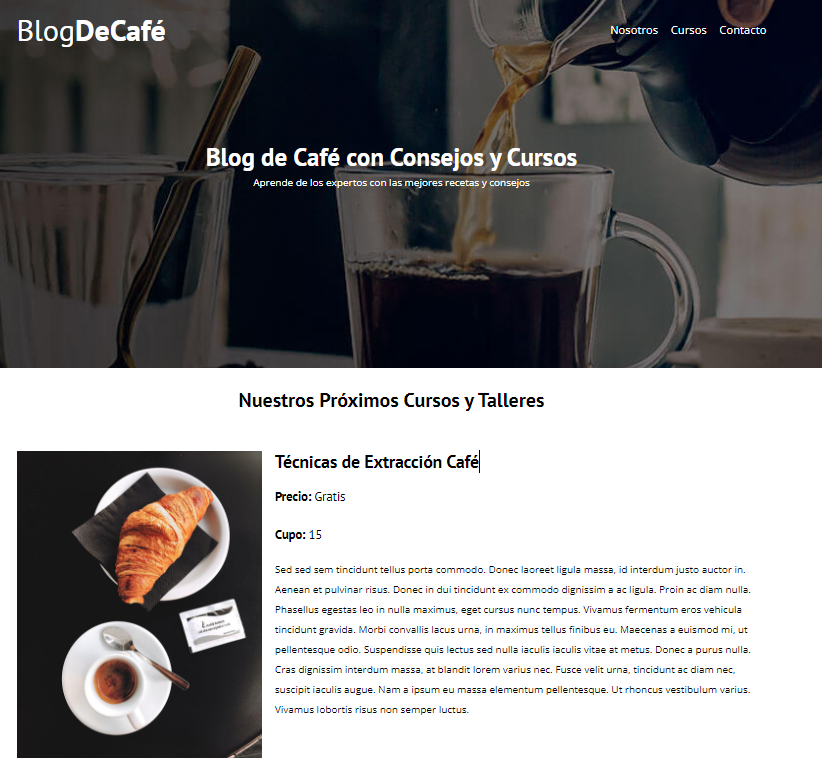 BlogDeCafé
Nosotros Cursos Contacto
Blog de Café con Consejos y Cursos
Aprende de los expertos con las mejores recetas y consejos
Nuestros Próximos Cursos y Talleres
Técnicas de Extracción Café
Precio: Gratis
Cupo: 15
Sed sed sem tincidunt tellus porta commodo. Donec laoreet ligula massa, id interdum justo auctor in.
Aenean et pulvinar risus. Donec in dui tincidunt ex commodo dignissim a ac ligula. Proin ac diam nulla.
Phasellus egestas leo in nulla maximus, eget cursus nunc tempus. Vivamus fermentum eros vehicula
tincidunt gravida. Morbi convallis lacus urna, in maximus tellus finibus eu. Maecenas a euismod mi, ut
pellentesque odio. Suspendisse quis lectus sed nulla iaculis iaculis vitae at metus. Donec a purus nulla.
Cras dignissim interdum massa, at blandit lorem varius nec. Fusce velit urna, tincidunt ac diam nec,
suscipit iaculis augue. Nam a ipsum eu massa elementum pellentesque. Ut rhoncus vestibulum varius.
Vivamus lobortis risus non semper luctus.